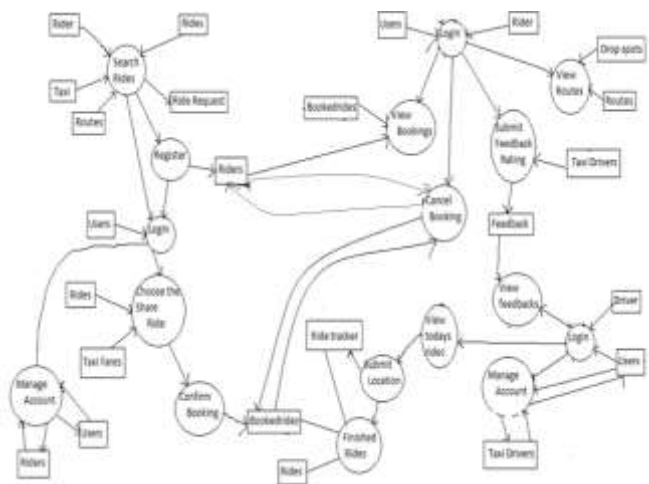 Rider
Rides
Search
Rides
Taxi
Ride Request
Routes
Register
Riders
Users
Login
Rides
Choose the
Share
Ride
Taxi Fares
Manage
Account
Users
Riders
Confirm
Booking
Bookedrides
Rides
Finished
Rides
Ride tracker
Submit
Location
View
todays
rides
Users
Login
Rider
Bookedrides
View
Bookings
Cancel
Booking
Submit
Feedback
Rating
Taxi Drivers
Drop spots
View
Routes
Routes
Feedback
View
feedbacks
Driver
Login
Users
Manage
Account
Taxi Drivers